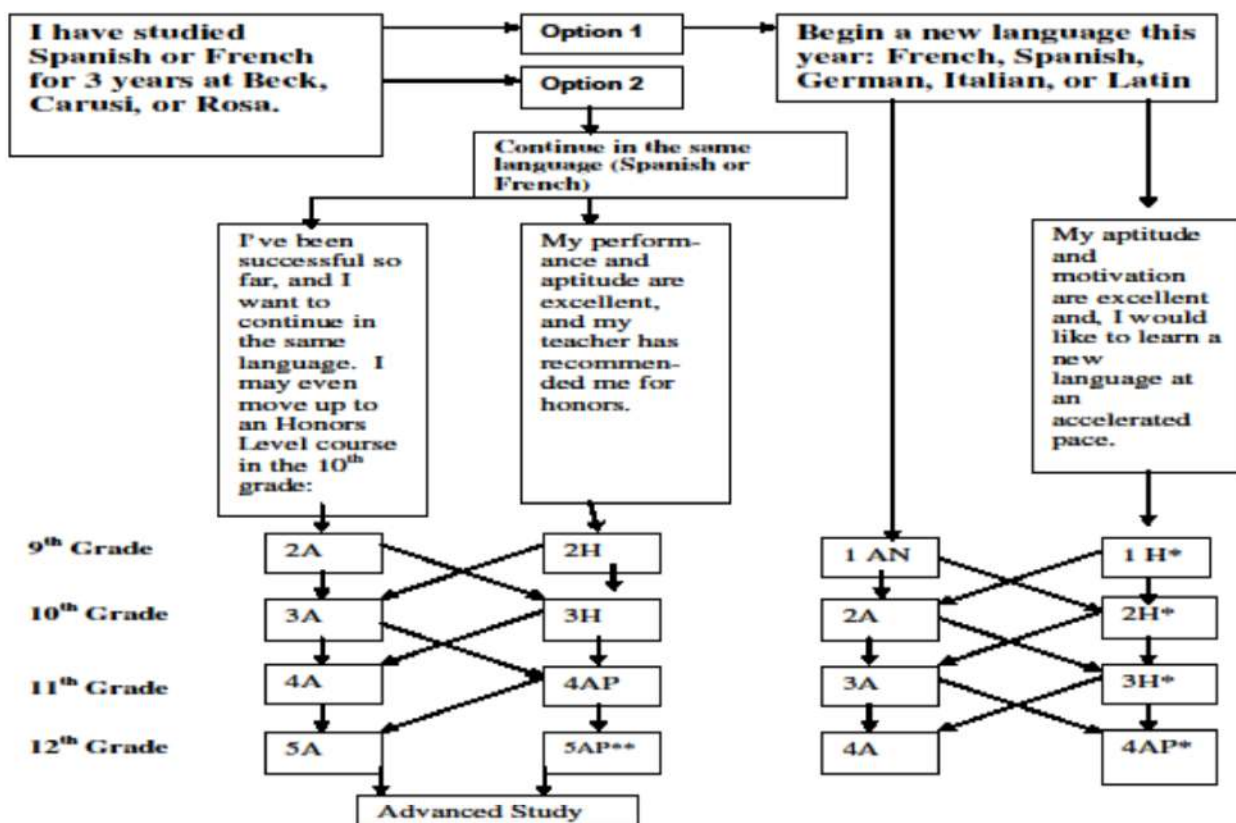 I have studied
Spanish or French
for 3 years at Beck,
Carusi, or Rosa.
Option 1
Option 2
Begin a new language this
year: French, Spanish,
German, Italian, or Latin
Continue in the same
language (Spanish or
French)
I've been
successful so
far, and I
want to
continue in
the same
language. I
may even
move up to
an Honors
Level course
in the 10th
grade:
My perform-
ance and
aptitude are
excellent,
and my
teacher has
recommen-
ded me for
honors.
My aptitude
and
motivation
are excellent
and, I would
like to learn a
new
language at
an
accelerated
pace.
9th Grade
2A
2H
1 AN
1 H*
10th Grade
3A
3H
2A
2H*
11th Grade
4A
4AP
3A
3H*
12th Grade
5A
5AP**
4A
4AP*
Advanced Study